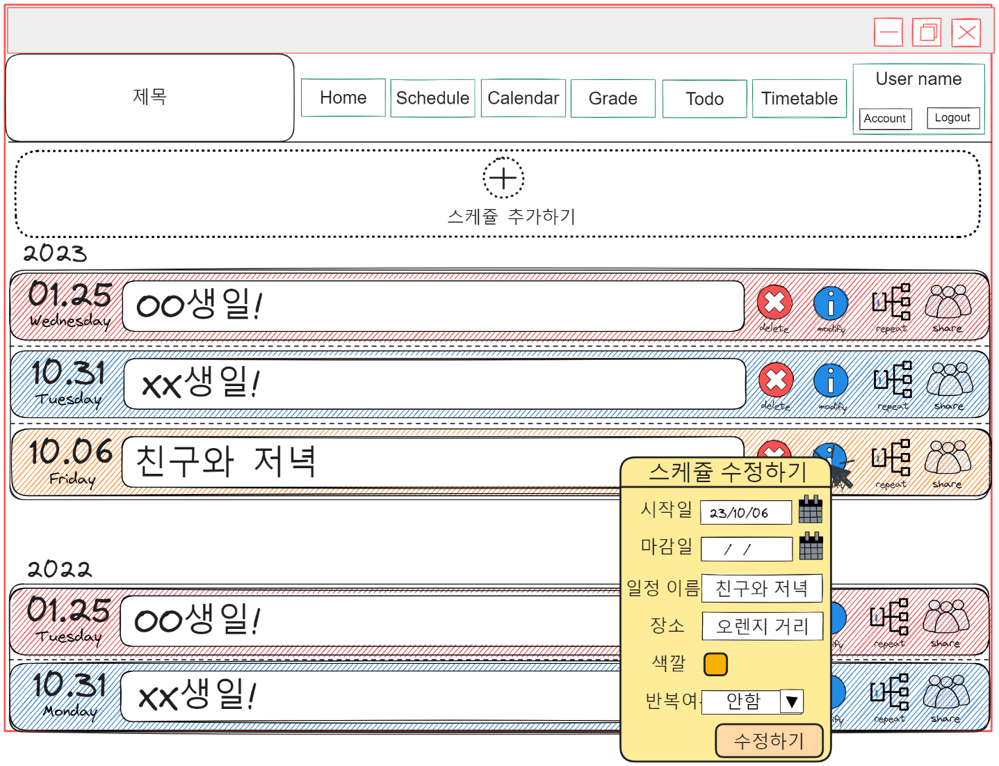 제목
Home
Schedule
Calendar
Grade
Todo
Timetable
User name
Account
Logout
스케쥴 추가하기
2023
01.25
Wednesday
OO생일!
delete
modify
repeat
share
10.31
Tuesday
xx생일!
delete
modify
repeat
share
10.06
Friday
친구와 저녁
repeat
share
스케쥴 수정하기
시작일
23/10/06
마감일
/ /
일정 이름
친구와 저녁
장소
오렌지 거리
색깔
반복여
안함
수정하기
2022
01.25
Tuesday
OO생일!
repeat
share
10.31
Monday
xx생일!
repeat
share